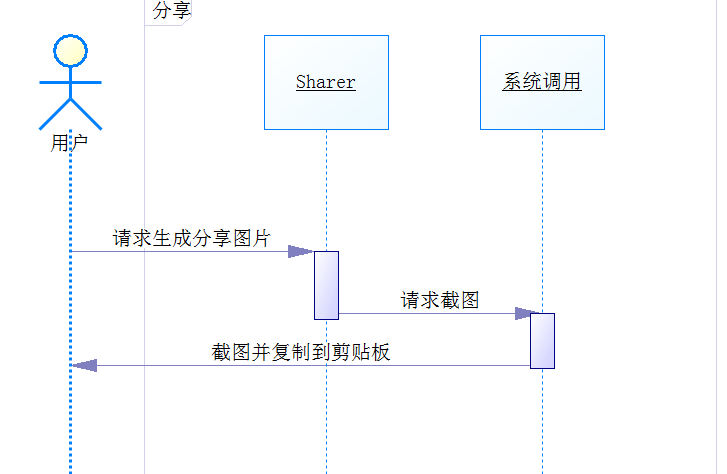 分享
Sharer
系统调用
用户
请求生成分享图片
请求截图
截图并复制到剪贴板